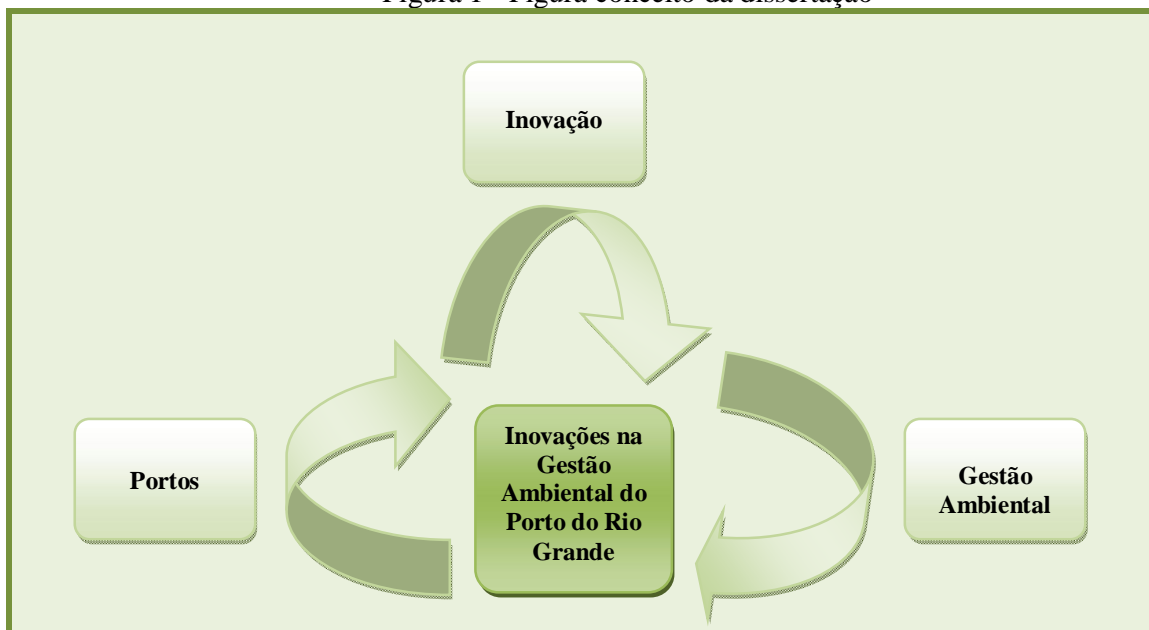 Figura 1 - Figura conceito da dissertação
Inovação
Portos
Inovações na
Gestão
Ambiental do
Porto do Rio
Grande
Gestão
Ambiental